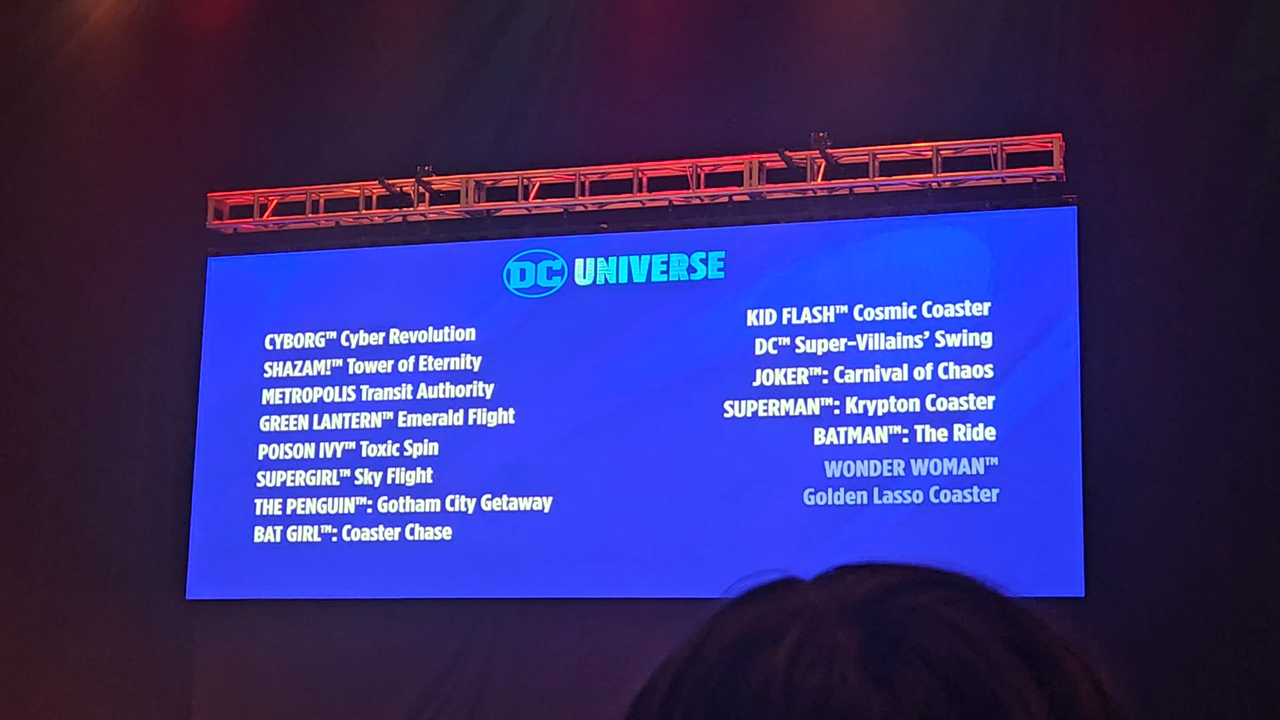 DC UNIVERSE
CYBORG™ Cyber Revolution
SHAZAM!™ Tower of Eternity
METROPOLIS Transit Authority
GREEN LANTERN™ Emerald Flight
POISON IVY™ Toxic Spin
SUPERGIRL™ Sky Flight
THE PENGUIN™: Gotham City Getaway
BAT GIRL™: Coaster Chase
KID FLASH™ Cosmic Coaster
DC™ Super-Villains’ Swing
JOKER™: Carnival of Chaos
SUPERMAN™: Krypton Coaster
BATMAN™: The Ride
WONDER WOMAN™
Golden Lasso Coaster